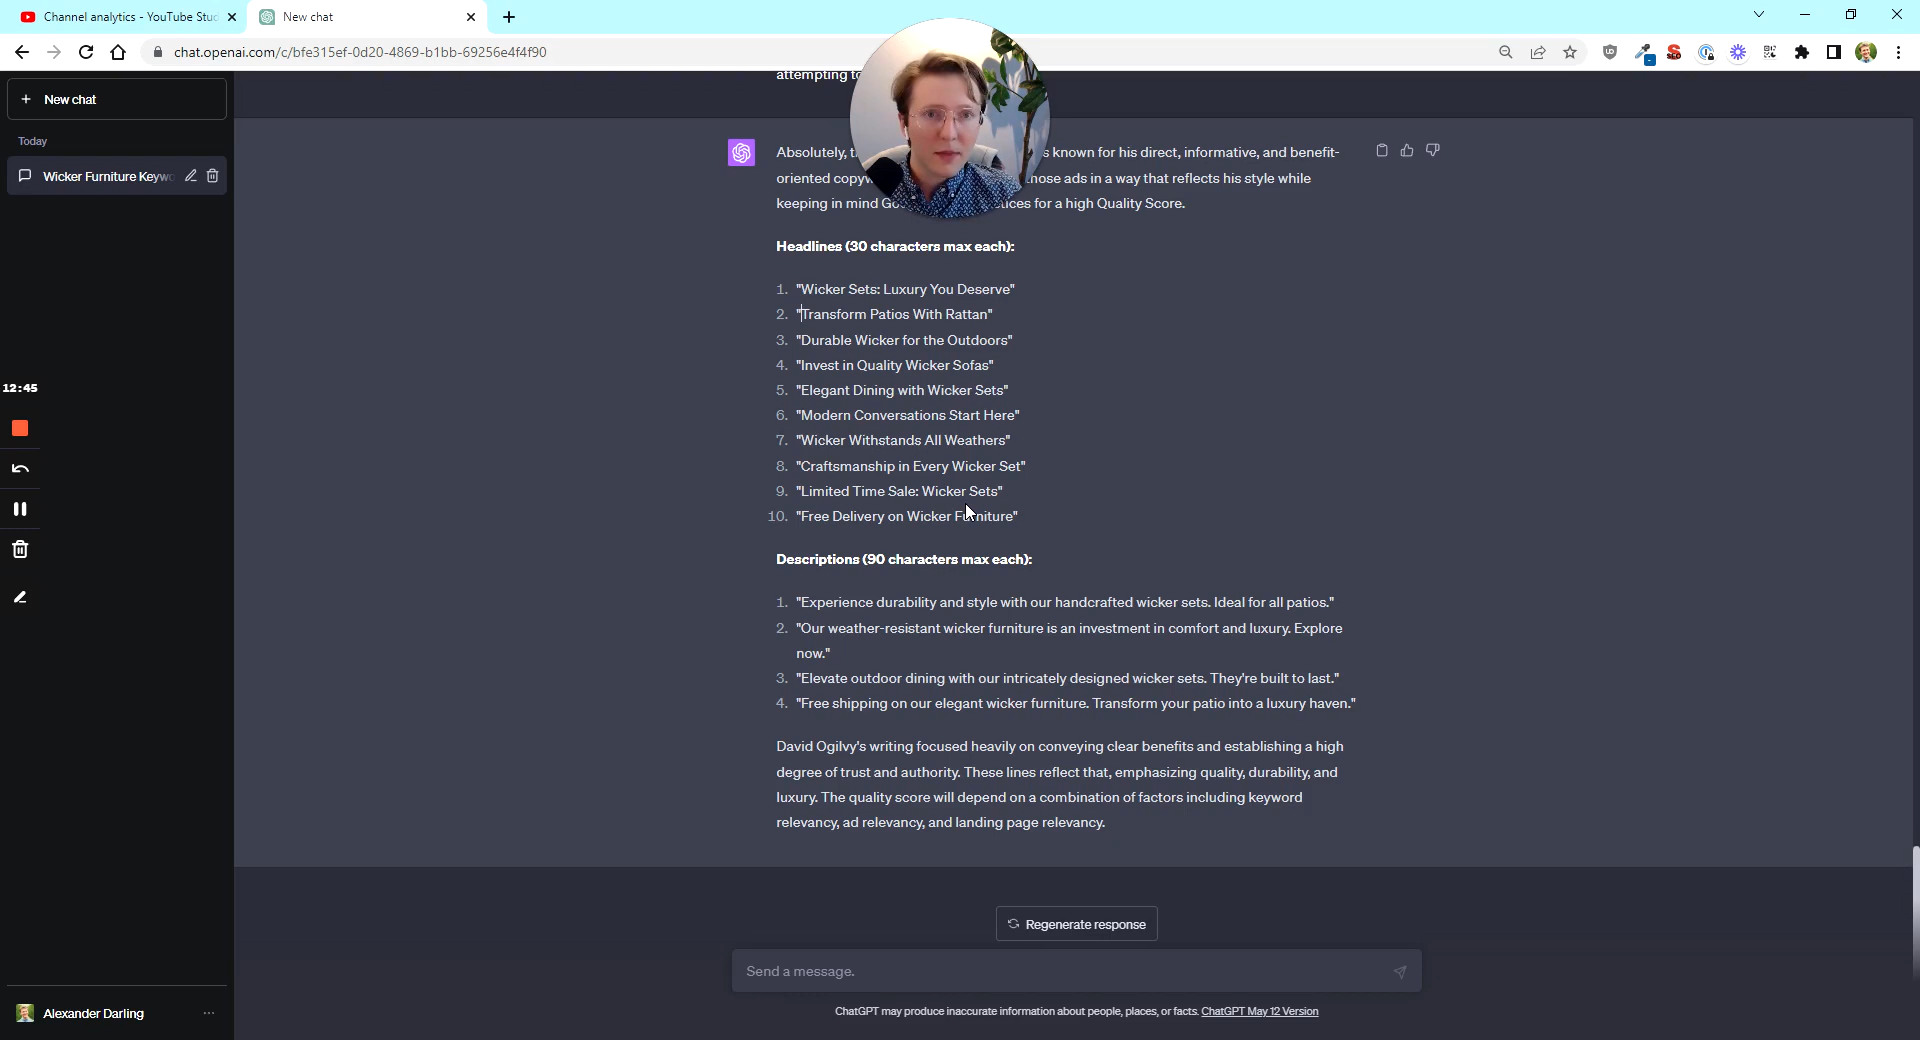 Channel analytics - YouTube Stu
New chat
chat.openai.com/c/bfe315ef-0d20-4869-b1bb-69256e4f4f90
New chat
Today
Wicker Furniture Keyw
12:45
Alexander Darling
attempting to
Absolutely, s known for his direct, informative, and benefit-
oriented those ads in a way that reflects his style while
keeping in mind for a high Quality Score.
Headlines (30 characters max each):
1. "Wicker Sets: Luxury You Deserve"
2. "Transform Patios With Rattan"
3. "Durable Wicker for the Outdoors"
4. "Invest in Quality Wicker Sofas"
5. "Elegant Dining with Wicker Sets"
6. "Modern Conversations Start Here"
7. "Wicker Withstands All Weathers"
8. "Craftsmanship in Every Wicker Set"
9. "Limited Time Sale: Wicker Sets"
10. "Free Delivery on Wicker Furniture"
Descriptions (90 characters max each):
1. "Experience durability and style with our handcrafted wicker sets. Ideal for all patios."
2. "Our weather-resistant wicker furniture is an investment in comfort and luxury. Explore
now."
3. "Elevate outdoor dining with our intricately designed wicker sets. They're built to last."
4. "Free shipping on our elegant wicker furniture. Transform your patio into a luxury haven."
David Ogilvy's writing focused heavily on conveying clear benefits and establishing a high
degree of trust and authority. These lines reflect that, emphasizing quality, durability, and
luxury. The quality score will depend on a combination of factors including keyword
relevancy, ad relevancy, and landing page relevancy.
Regenerate response
Send a message.
ChatGPT may produce inaccurate information about people, places, or facts. ChatGPT May 12 Version